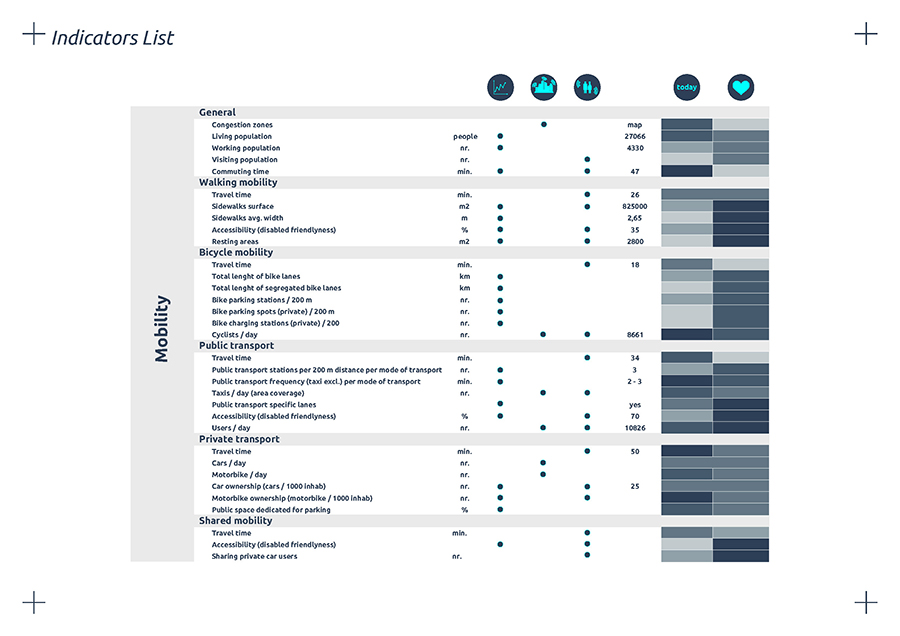 Indicators List
today
Mobility
General
Congestion zones map
Living population people 27066
Working population nr. 4330
Visiting population nr.
Commuting time min. 47
Walking mobility
Travel time min. 26
Sidewalks surface m2 825000
Sidewalks avg. width m 2,65
Accessibility (disabled friendlyness) % 35
Resting areas m2 2800
Bicycle mobility
Travel time min. 18
Total lenght of bike lanes km
Total lenght of segregated bike lanes km
Bike parking stations / 200 m nr.
Bike parking spots (private) / 200 m nr.
Bike charging stations (private) / 200 nr.
Cyclists / day nr. 8661
Public transport
Travel time min. 34
Public transport stations per 200 m distance per mode of transport nr. 3
Public transport frequency (taxi excl.) per mode of transport min. 2 - 3
Taxis / day (area coverage) nr.
Public transport specific lanes yes
Accessibility (disabled friendlyness) % 70
Users / day nr. 10826
Private transport
Travel time min. 50
Cars / day nr.
Motorbike / day nr.
Car ownership (cars / 1000 inhab) nr. 25
Motorbike ownership (motorbike / 1000 inhab) nr.
Public space dedicated for parking %
Shared mobility
Travel time min.
Accessibility (disabled friendlyness)
Sharing private car users nr.